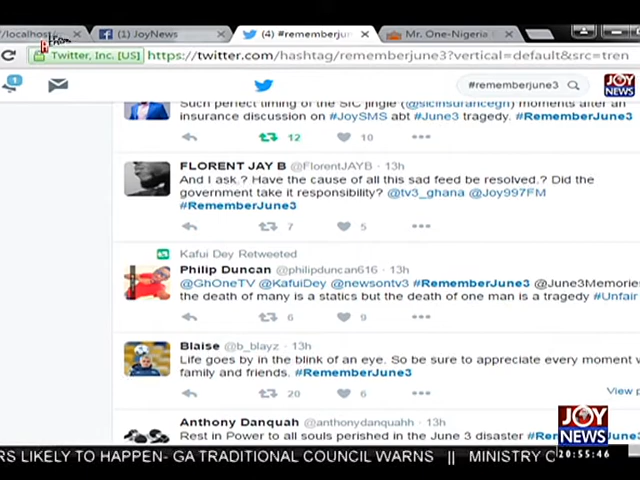 /localhost
(1) JoyNews
(4) #rememberjun
Mr. One-Nigeria
Twitter, Inc. [US]
https://twitter.com/hashtag/rememberjune3?vertical=default&src=tren
1
#rememberjune3
JOY
NEWS
Such perfect timing of the SIC jingle (@sicinsurancegh) moments after an
insurance discussion on #JoySMS abt #June3 tragedy. #RememberJune3
12
10
FLORENT JAY B @FlorentJAYB · 13h
And I ask.? Have the cause of all this sad feed be resolved.? Did the
government take it responsibility? @tv3_ghana @Joy997FM
#RememberJune3
7
5
Kafui Dey Retweeted
Philip Duncan @philipduncan616 · 13h
@GhOneTV @KafuiDey @newsontv3 #RememberJune3 @June3Memories
the death of many is a statics but the death of one man is a tragedy #Unfair
6
9
Blaise @b_blayz · 13h
Life goes by in the blink of an eye. So be sure to appreciate every moment w
family and friends. #RememberJune3
20
6
View p
Anthony Danquah @anthonydanquahh · 13h
Rest in Power to all souls perished in the June 3 disaster #Re
JOY
NEWS
20:55:46
RS LIKELY TO HAPPEN- GA TRADITIONAL COUNCIL WARNS || MINISTRY